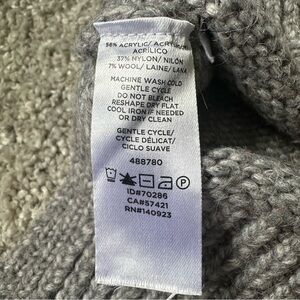 56% ACRYLIC/ ACRYLIQUE/
ACRÍLICO
37% NYLON/ NILÓN
7% WOOL/ LAINE/ LANA
MACHINE WASH COLD
GENTLE CYCLE
DO NOT BLEACH
RESHAPE DRY FLAT
COOL IRON IF NEEDED
OR DRY CLEAN
GENTLE CYCLE/
CYCLE DÉLICAT/
CICLO SUAVE
488780
P
ID#70286
CA#57421
RN#140923